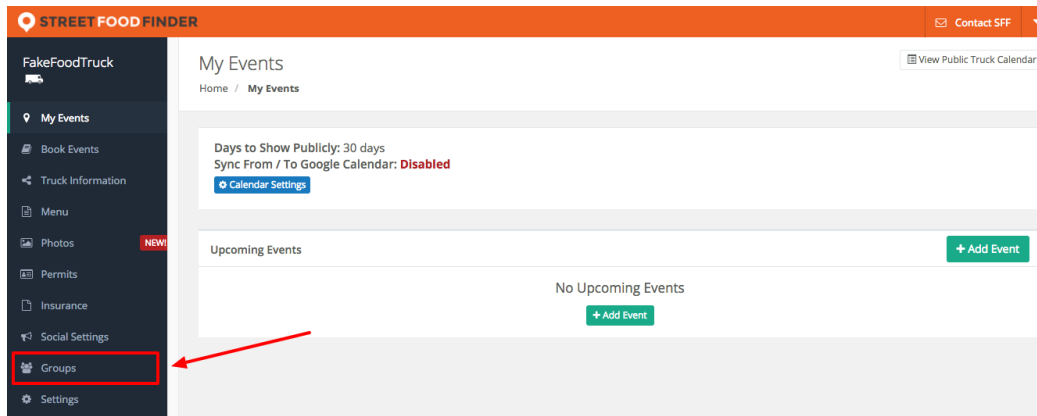 STREETFOODFINDER
Contact SFF
FakeFoodTruck
My Events
Book Events
Truck Information
Menu
Photos
NEW!
Permits
Insurance
Social Settings
Groups
Settings
My Events
View Public Truck Calendar
Home / My Events
Days to Show Publicly: 30 days
Sync From / To Google Calendar: Disabled
Calendar Settings
Upcoming Events
+ Add Event
No Upcoming Events
+ Add Event